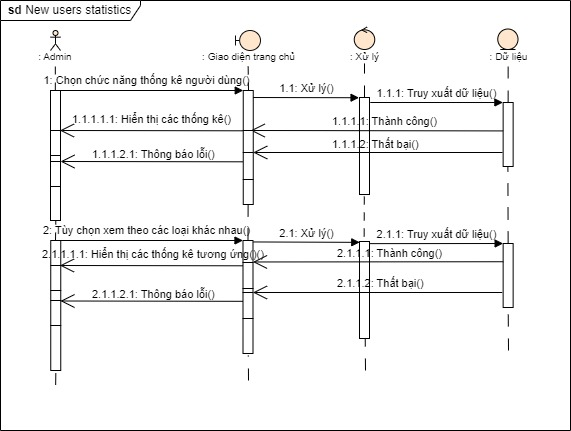 sd New users statistics
: Admin
: Giao diện trang chủ
: Xử lý
: Dữ liệu
1: Chọn chức năng thống kê người dùng()
1.1: Xử lý()
1.1.1: Truy xuất dữ liệu()
1.1.1.1.1: Hiển thị các thống kê()
1.1.1.1: Thành công()
1.1.1.2: Thất bại()
1.1.1.2.1: Thông báo lỗi()
2: Tùy chọn xem theo các loại khác nhau()
2.1: Xử lý()
2.1.1: Truy xuất dữ liệu()
2.1.1.1.1: Hiển thị các thống kê tương ứng()()
2.1.1.1: Thành công()
2.1.1.2: Thất bại()
2.1.1.2.1: Thông báo lỗi()